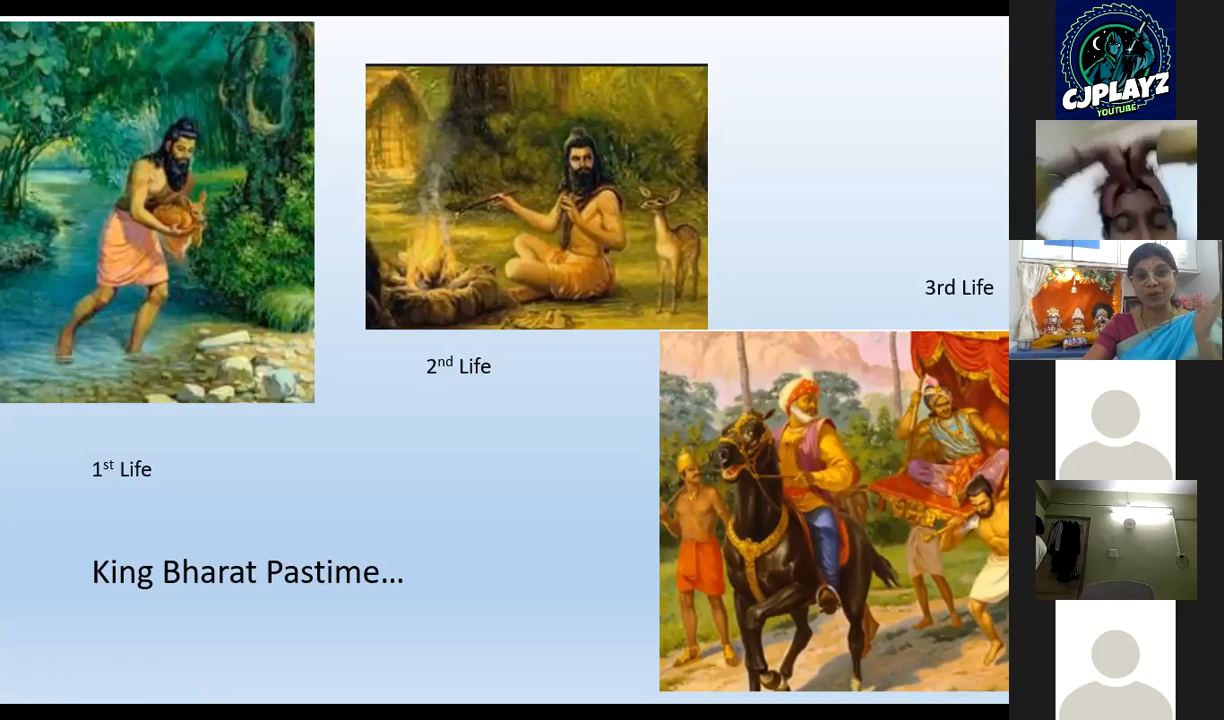 3rd Life
2nd Life
1st Life
King Bharat Pastime...
CJPLAYZ
YOUTUBE